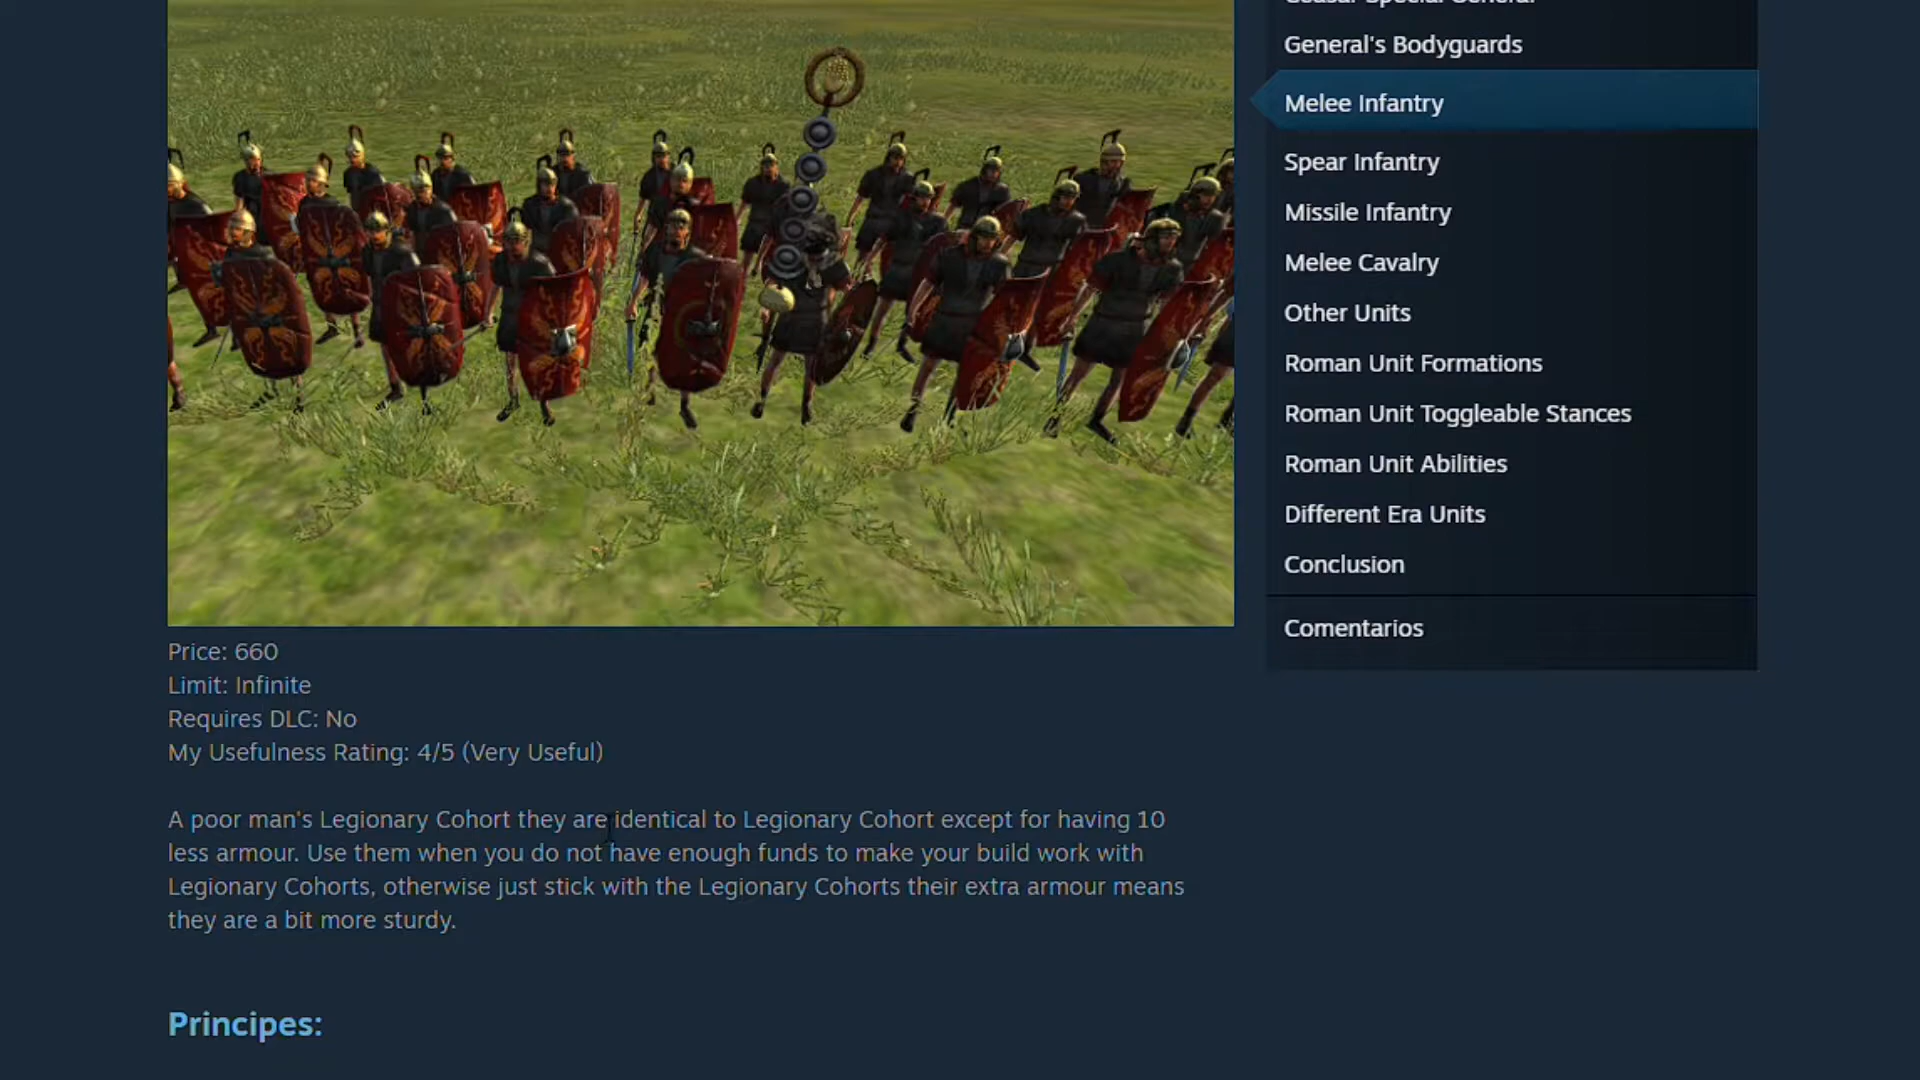 General's Bodyguards
Melee Infantry
Spear Infantry
Missile Infantry
Melee Cavalry
Other Units
Roman Unit Formations
Roman Unit Toggleable Stances
Roman Unit Abilities
Different Era Units
Conclusion
Comentarios
Price: 660
Limit: Infinite
Requires DLC: No
My Usefulness Rating: 4/5 (Very Useful)
A poor man's Legionary Cohort they are identical to Legionary Cohort except for having 10
less armour. Use them when you do not have enough funds to make your build work with
Legionary Cohorts, otherwise just stick with the Legionary Cohorts their extra armour means
they are a bit more sturdy.
Principes: